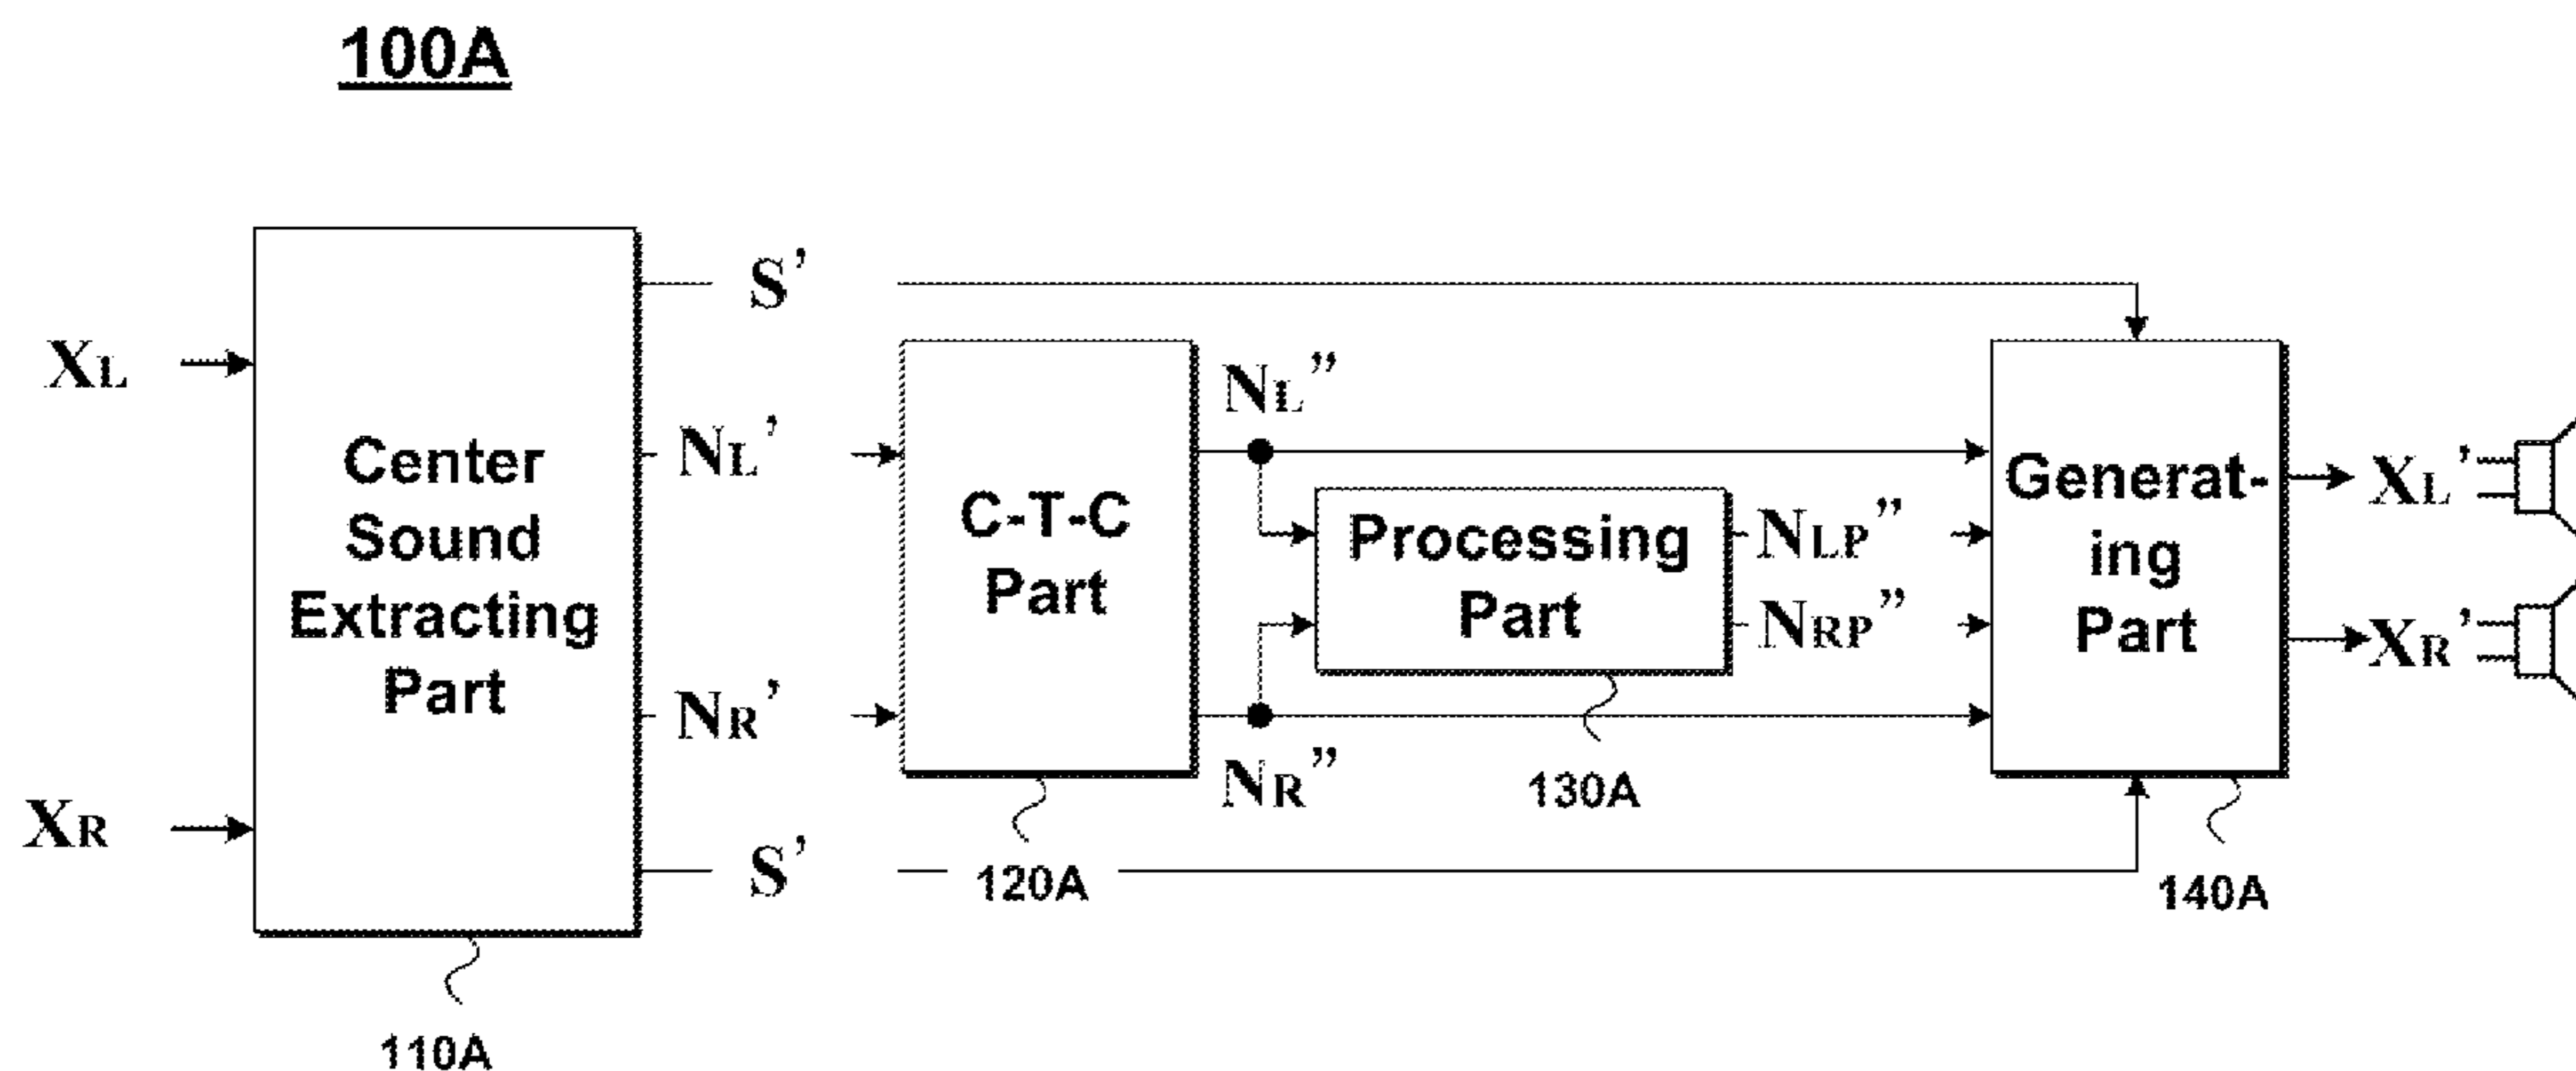 100A
XL
XR
Center
Sound
Extracting
Part
110A
S’
NL’
NR’
S’
C-T-C
Part
120A
NL”
NR”
Processing
Part
130A
NLP”
NRP”
Generat-
ing
Part
140A
XL’
XR’